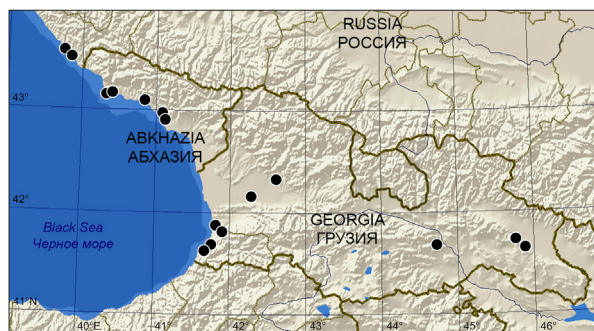 RUSSIA
РОССИЯ
43°
ABKHAZIA
АБХАЗИЯ
42°
GEORGIA
ГРУЗИЯ
Black Sea
Черное море
41°N
40°E
41
42
43
44
45
46